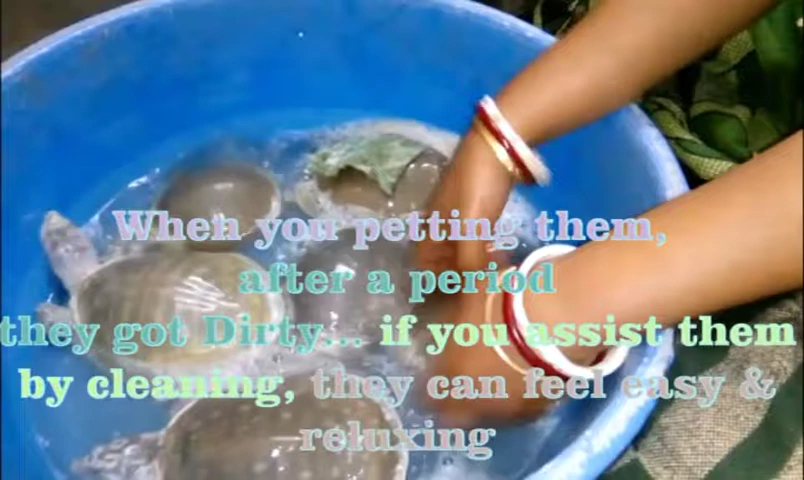 When you petting them,
after a period
they got Dirty... if you assist them
by cleaning, they can feel easy &
reluxing